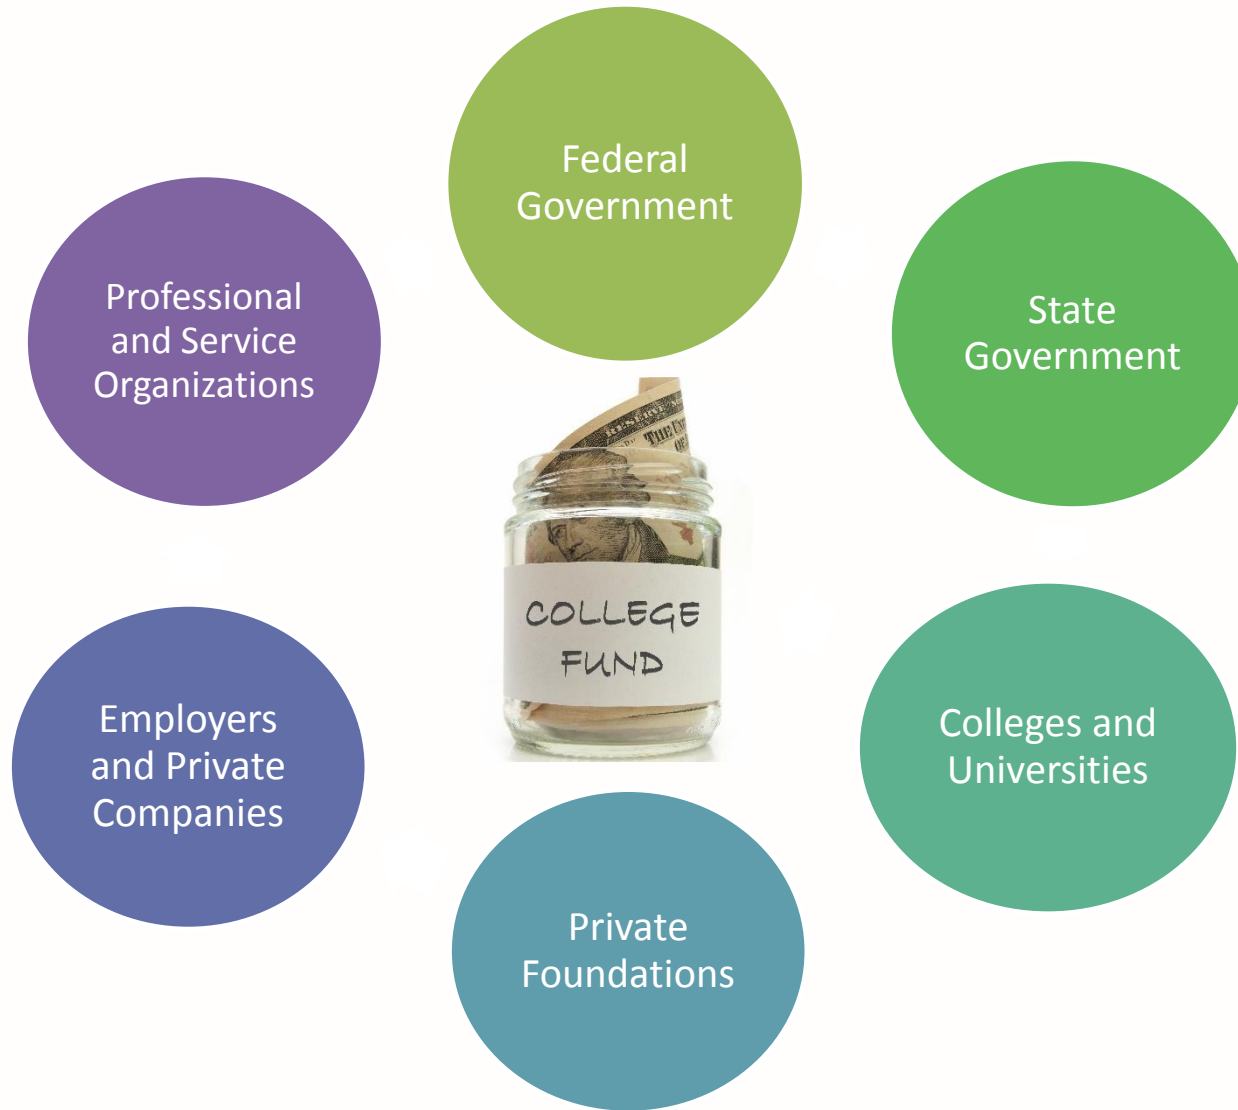 Federal
Government
State
Government
Professional
and Service
Organizations
COLLEGE
FUND
Colleges and
Universities
Employers
and Private
Companies
Private
Foundations